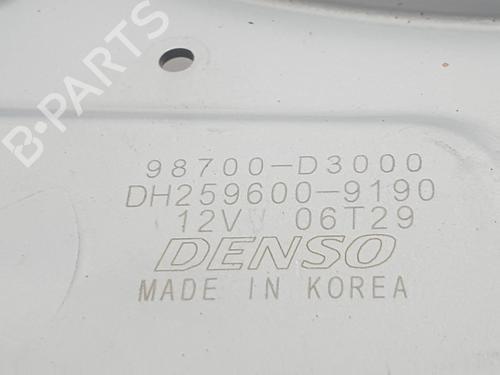 B-PARTS
98700-D3000
DH259600-9190
12V 06T29
DENSO
MADE IN KOREA